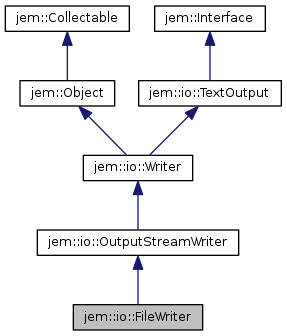 jem::Collectable
jem::Interface
jem::Object
jem::io::TextOutput
jem::io::Writer
jem::io::OutputStreamWriter
jem::io::FileWriter